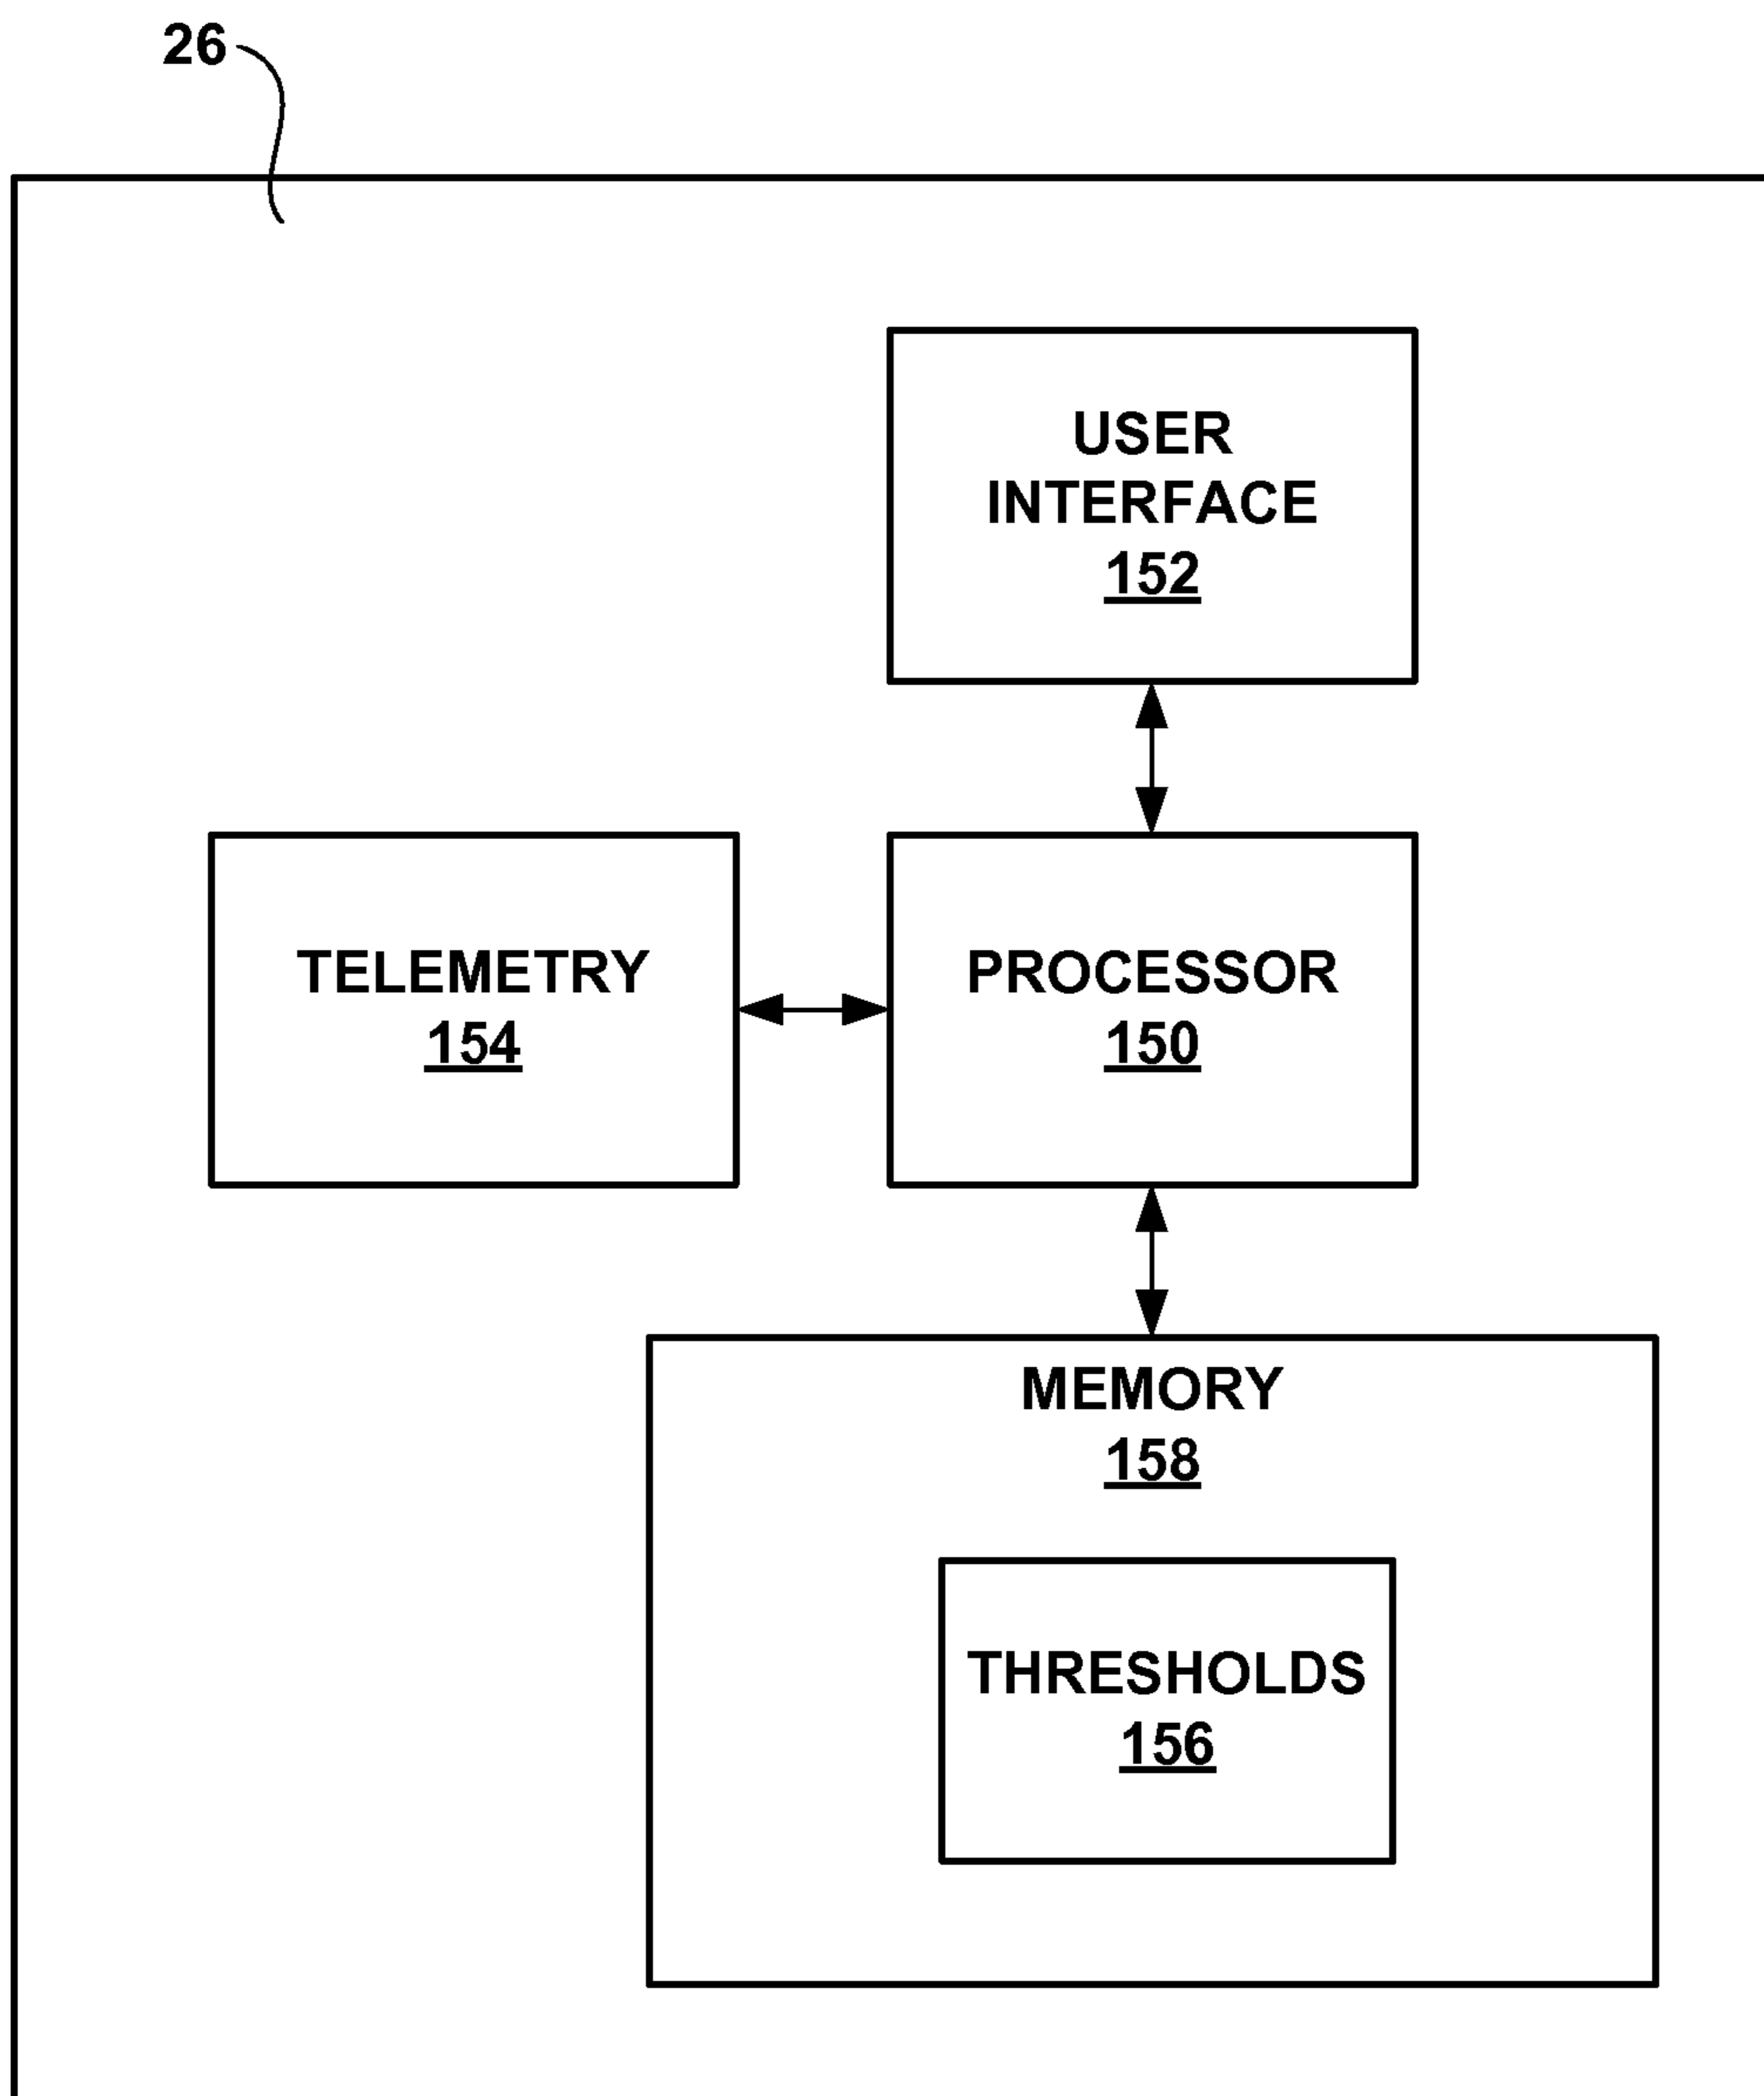 26
USER
INTERFACE
152
TELEMETRY
154
PROCESSOR
150
MEMORY
158
THRESHOLDS
156